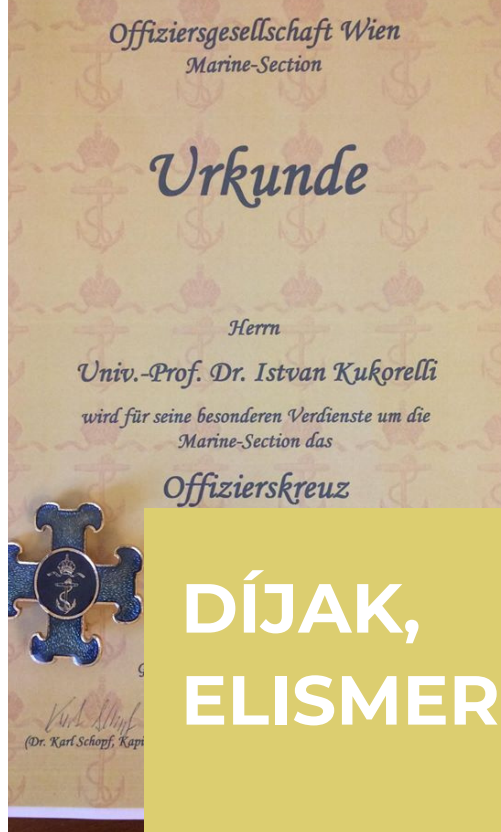 Offiziersgesellschaft Wien
Marine-Section
Urkunde
Herrn
Univ.-Prof. Dr. Istvan Kukorelli
wird für seine besonderen Verdienste um die
Marine-Section das
Offizierskreuz
(Dr. Karl Schopf, Kapi
DÍJAK,
ELISMER